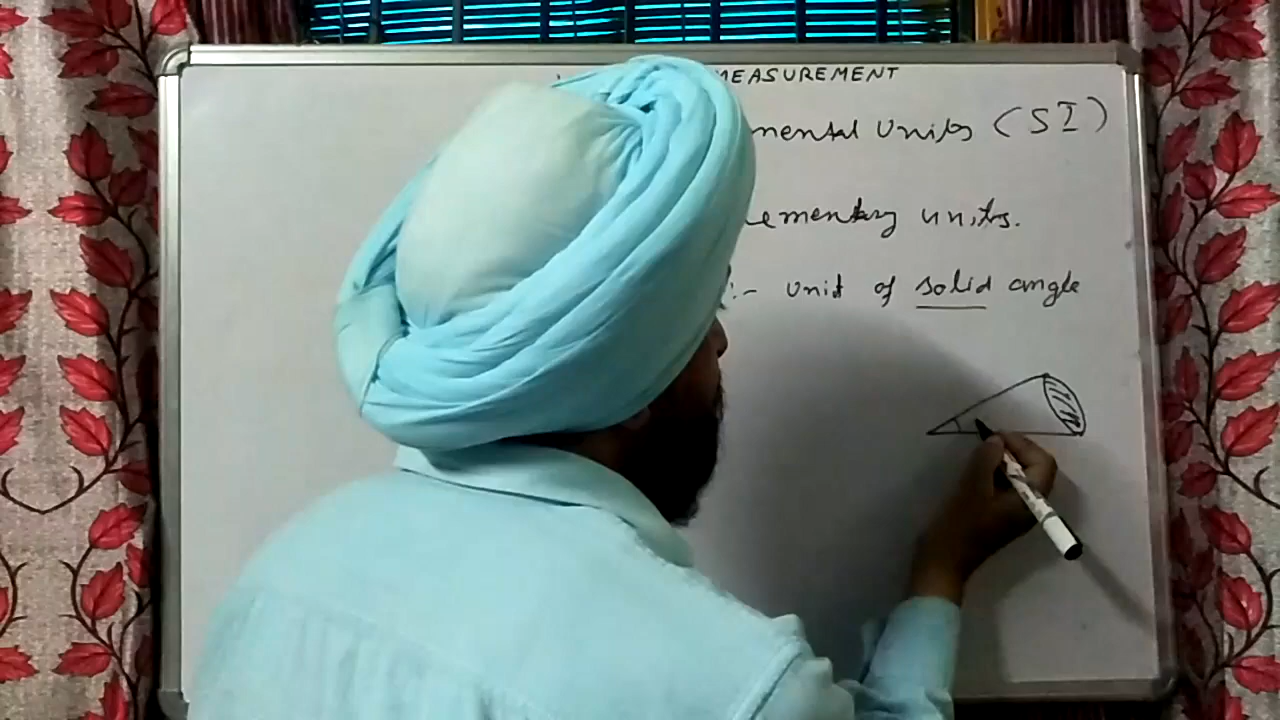 MEASUREMENT
mental Units (SI)
ementary units.
:- Unit of solid angle